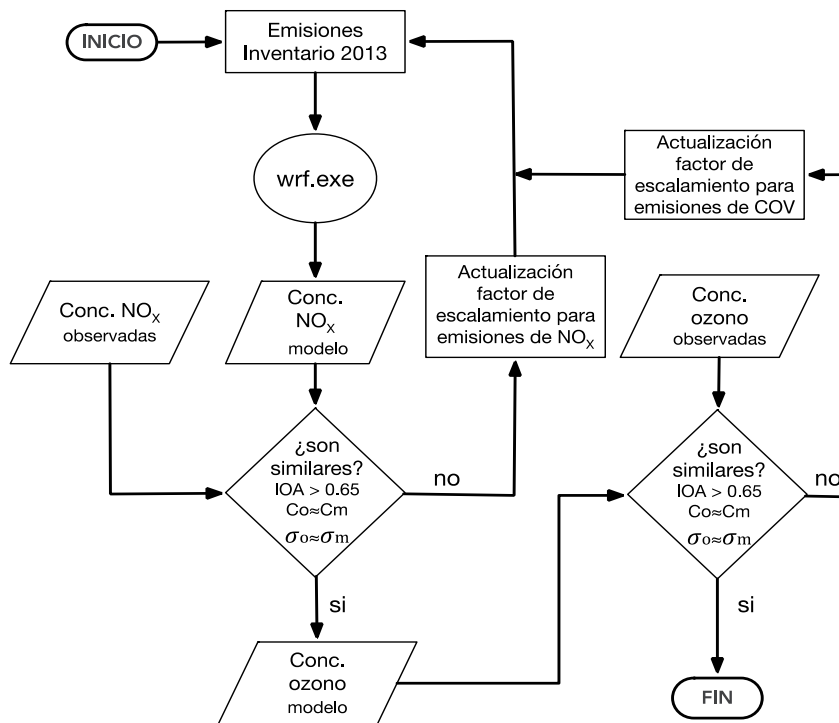 INICIO
Emisiones
Inventario 2013
wrf.exe
Actualización
factor de
escalamiento para
emisiones de COV
Conc. NOₓ
observadas
Conc.
NOₓ
modelo
Actualización
factor de
escalamiento para
emisiones de NOₓ
Conc.
ozono
observadas
¿son
similares?
IOA > 0.65
Co≈Cm
σo≈σm
no
si
¿son
similares?
IOA > 0.65
Co≈Cm
σo≈σm
no
si
Conc.
ozono
modelo
FIN